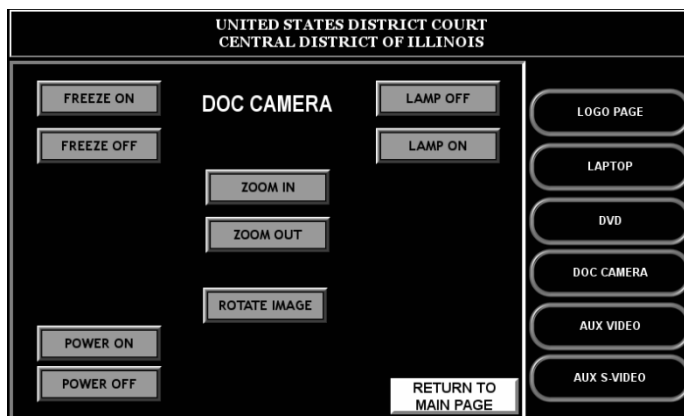 UNITED STATES DISTRICT COURT
CENTRAL DISTRICT OF ILLINOIS
FREEZE ON
DOC CAMERA
LAMP OFF
FREEZE OFF
LAMP ON
ZOOM IN
ZOOM OUT
ROTATE IMAGE
POWER ON
POWER OFF
RETURN TO
MAIN PAGE
LOGO PAGE
LAPTOP
DVD
DOC CAMERA
AUX VIDEO
AUX S-VIDEO